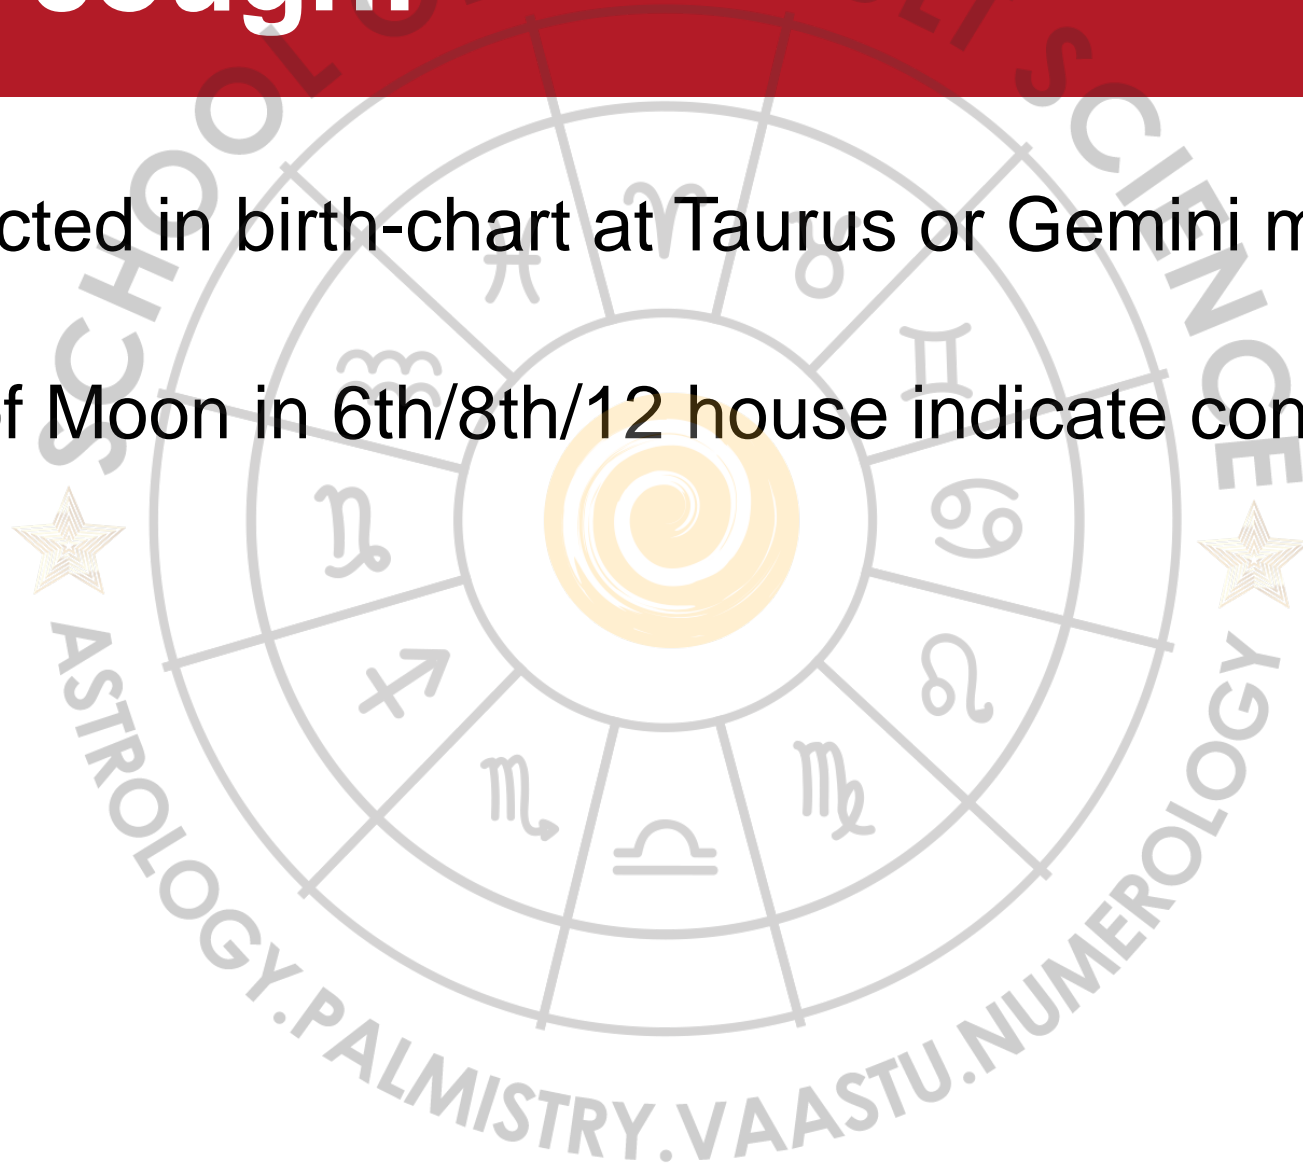 cted in birth-chart at Taurus or Gemini m
of Moon in 6th/8th/12 house indicate con
SCHOOL
SCIENCE
ASTROLOGY.PALMISTRY.VAASTU.NUMEROLOGY